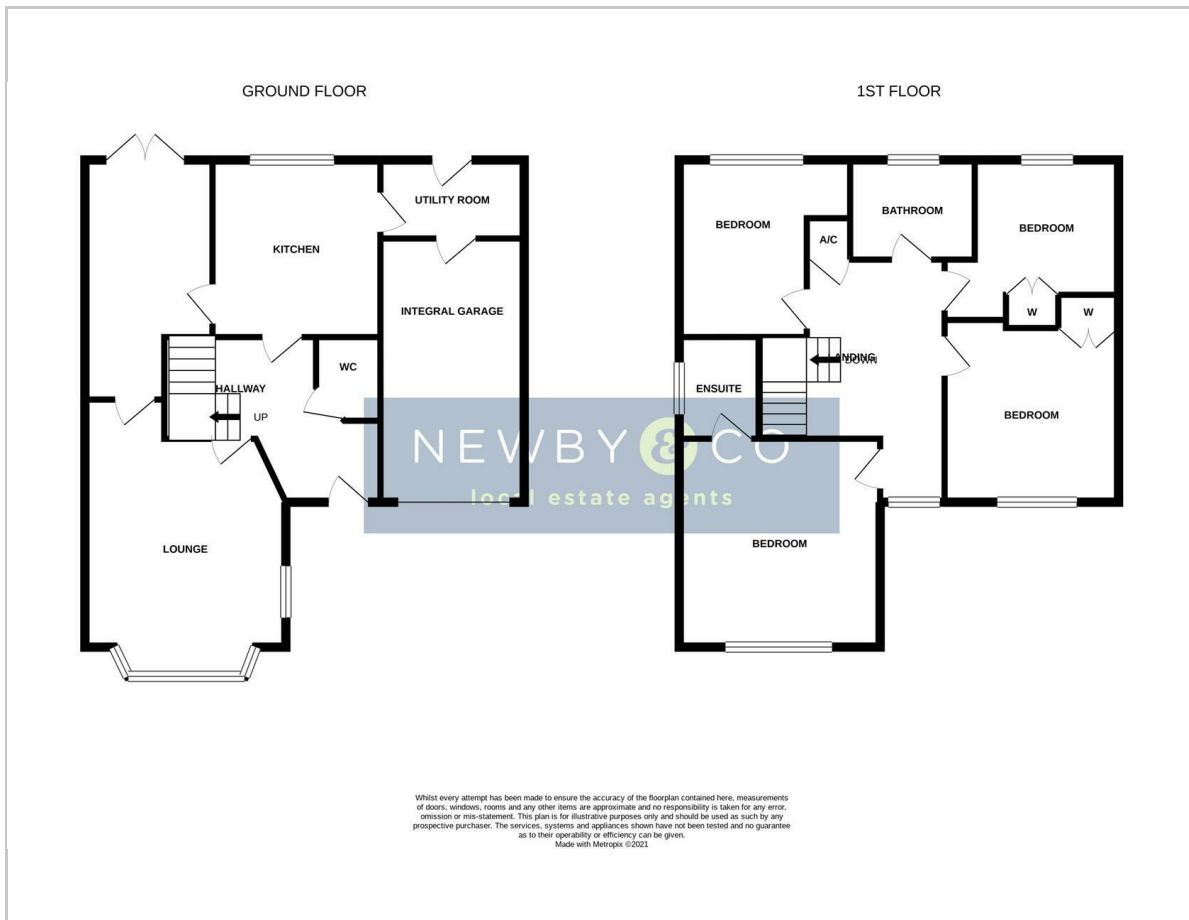 GROUND FLOOR
1ST FLOOR
UTILITY ROOM
BEDROOM
BATHROOM
BEDROOM
KITCHEN
A/C
INTEGRAL GARAGE
W
W
WC
HALLWAY
UP
ENSUITE
LANDING
DOWN
BEDROOM
NEWBY & CO
local estate agents
LOUNGE
BEDROOM
Whilst every attempt has been made to ensure the accuracy of the floorplan contained here, measurements
of doors, windows, rooms and any other items are approximate and no responsibility is taken for any error,
omission or mis-statement. This plan is for illustrative purposes only and should be used as such by any
prospective purchaser. The services, systems and appliances shown have not been tested and no guarantee
as to their operability or efficiency can be given.
Made with Metropix ©2021